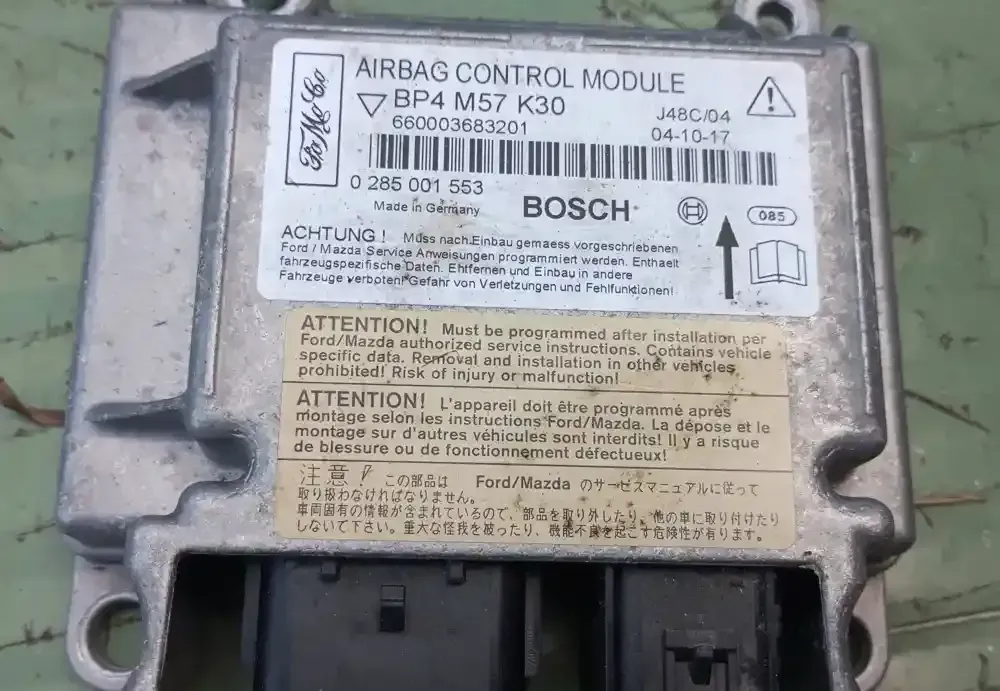 FoMoCo
AIRBAG CONTROL MODULE
BP4 M57 K30
660003683201
J48C/04
04-10-17
0 285 001 553
Made in Germany
BOSCH
085
ACHTUNG ! Muss nach Einbau gemaess vorgeschriebenen
Ford / Mazda Service Anweisungen programmiert werden. Enthaelt
fahrzeugspezifische Daten. Ehtfernen und Einbau in andere
Fahrzeuge verboten! Gefahr von Verletzungen und Fehlfunktionen!
ATTENTION! Must be programmed after installation per
Ford/Mazda authorized service instructions. Contains vehicle
specific data. Removal and installation in other vehicles
prohibited! Risk of injury or malfunction!
ATTENTION! L'appareil doit être programmé après
montage selon les instructions Ford/Mazda. La dépose et le
montage sur d'autres véhicules sont interdits! Il y a risque
de blessure ou de fonctionnement défectueux!
注意! この部品は Ford/Mazda のサービスマニュアルに従って
取り扱わなければなりません。
車両固有の情報が含まれているので、部品を取り外したり、他の車に取り付けたり
しないで下さい。重大な怪我を被ったり、機能不良を起こす危険性が有ります。